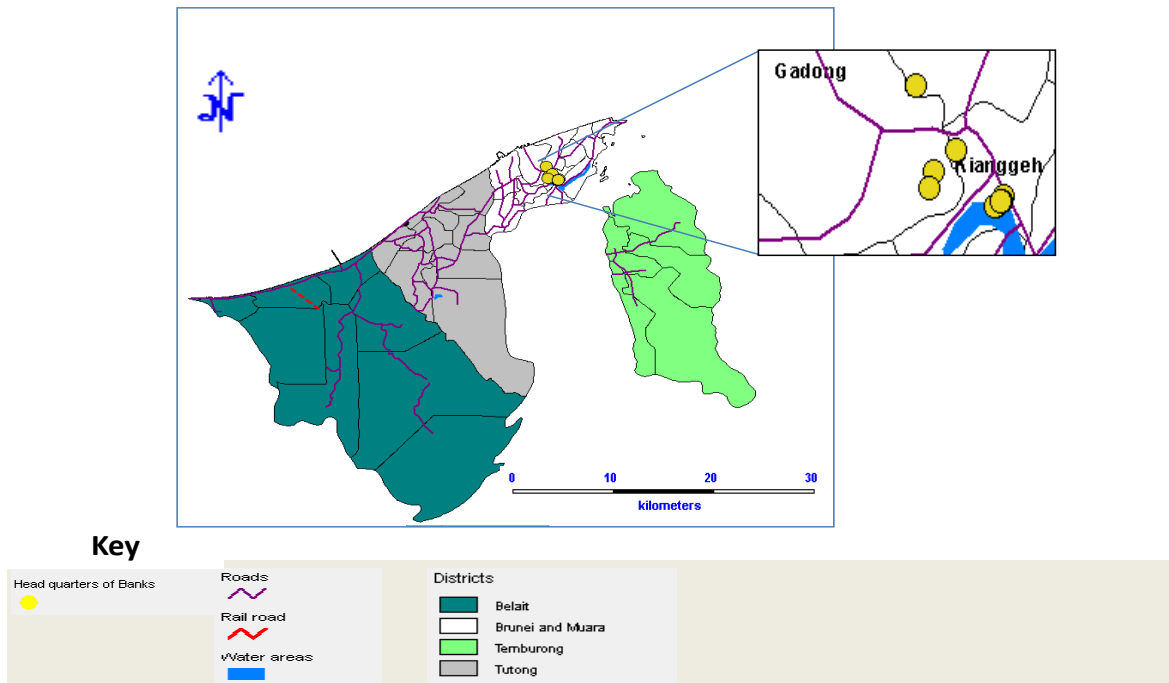 N
Gadong
Kianggeh
0 10 20 30
kilometers
Key
Head quarters of Banks
Roads
Rail road
Water areas
Districts
Belait
Brunei and Muara
Temburong
Tutong